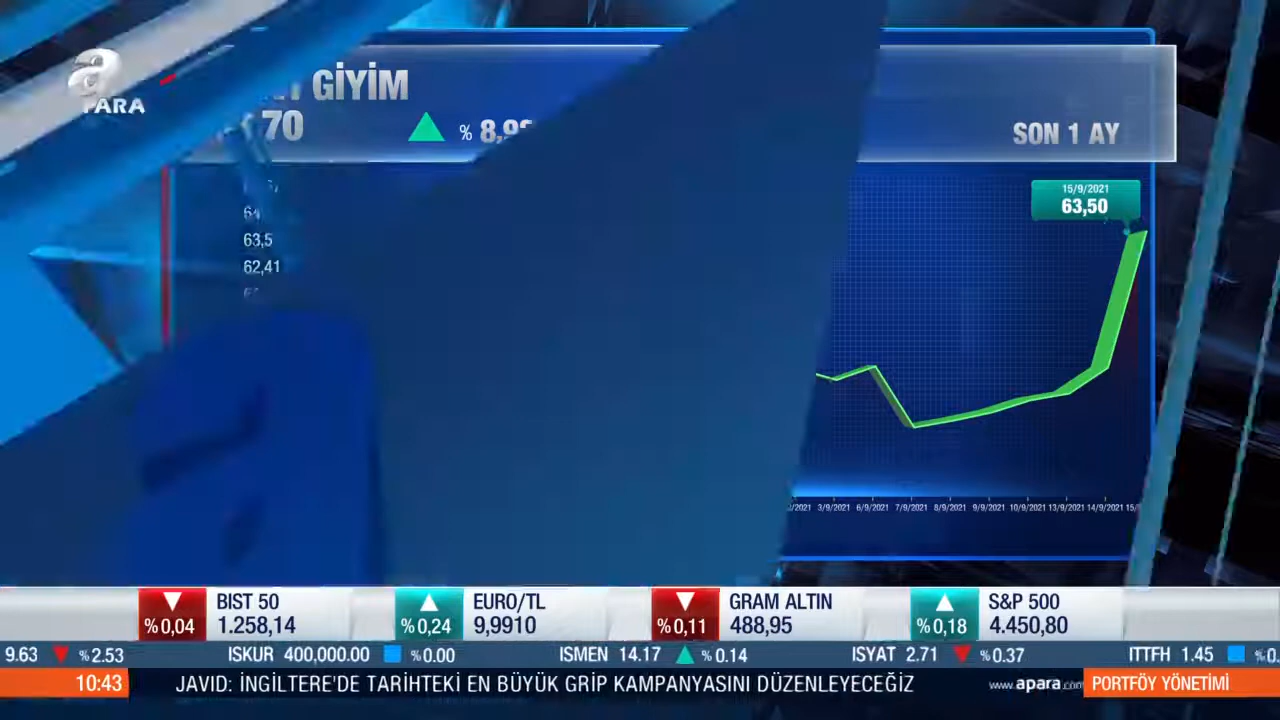 a
PARA
GİYİM
70
% 8,9
SON 1 AY
15/9/2021
63,50
63,5
62,41
3/9/2021 6/9/2021 7/9/2021 8/9/2021 9/9/2021 10/9/2021 13/9/2021 14/9/2021
%0,04 BIST 50 1.258,14
%0,24 EURO/TL 9,9910
%0,11 GRAM ALTIN 488,95
%0,18 S&P 500 4.450,80
9.63 %2.53 ISKUR 400,000.00 %0.00 ISMEN 14.17 %0.14 ISYAT 2.71 %0.37 ITTFH 1.45 %0.
10:43 JAVID: İNGİLTERE'DE TARİHTEKİ EN BÜYÜK GRİP KAMPANYASINI DÜZENLEYECEĞİZ www.apara.com PORTFÖY YÖNETİMİ